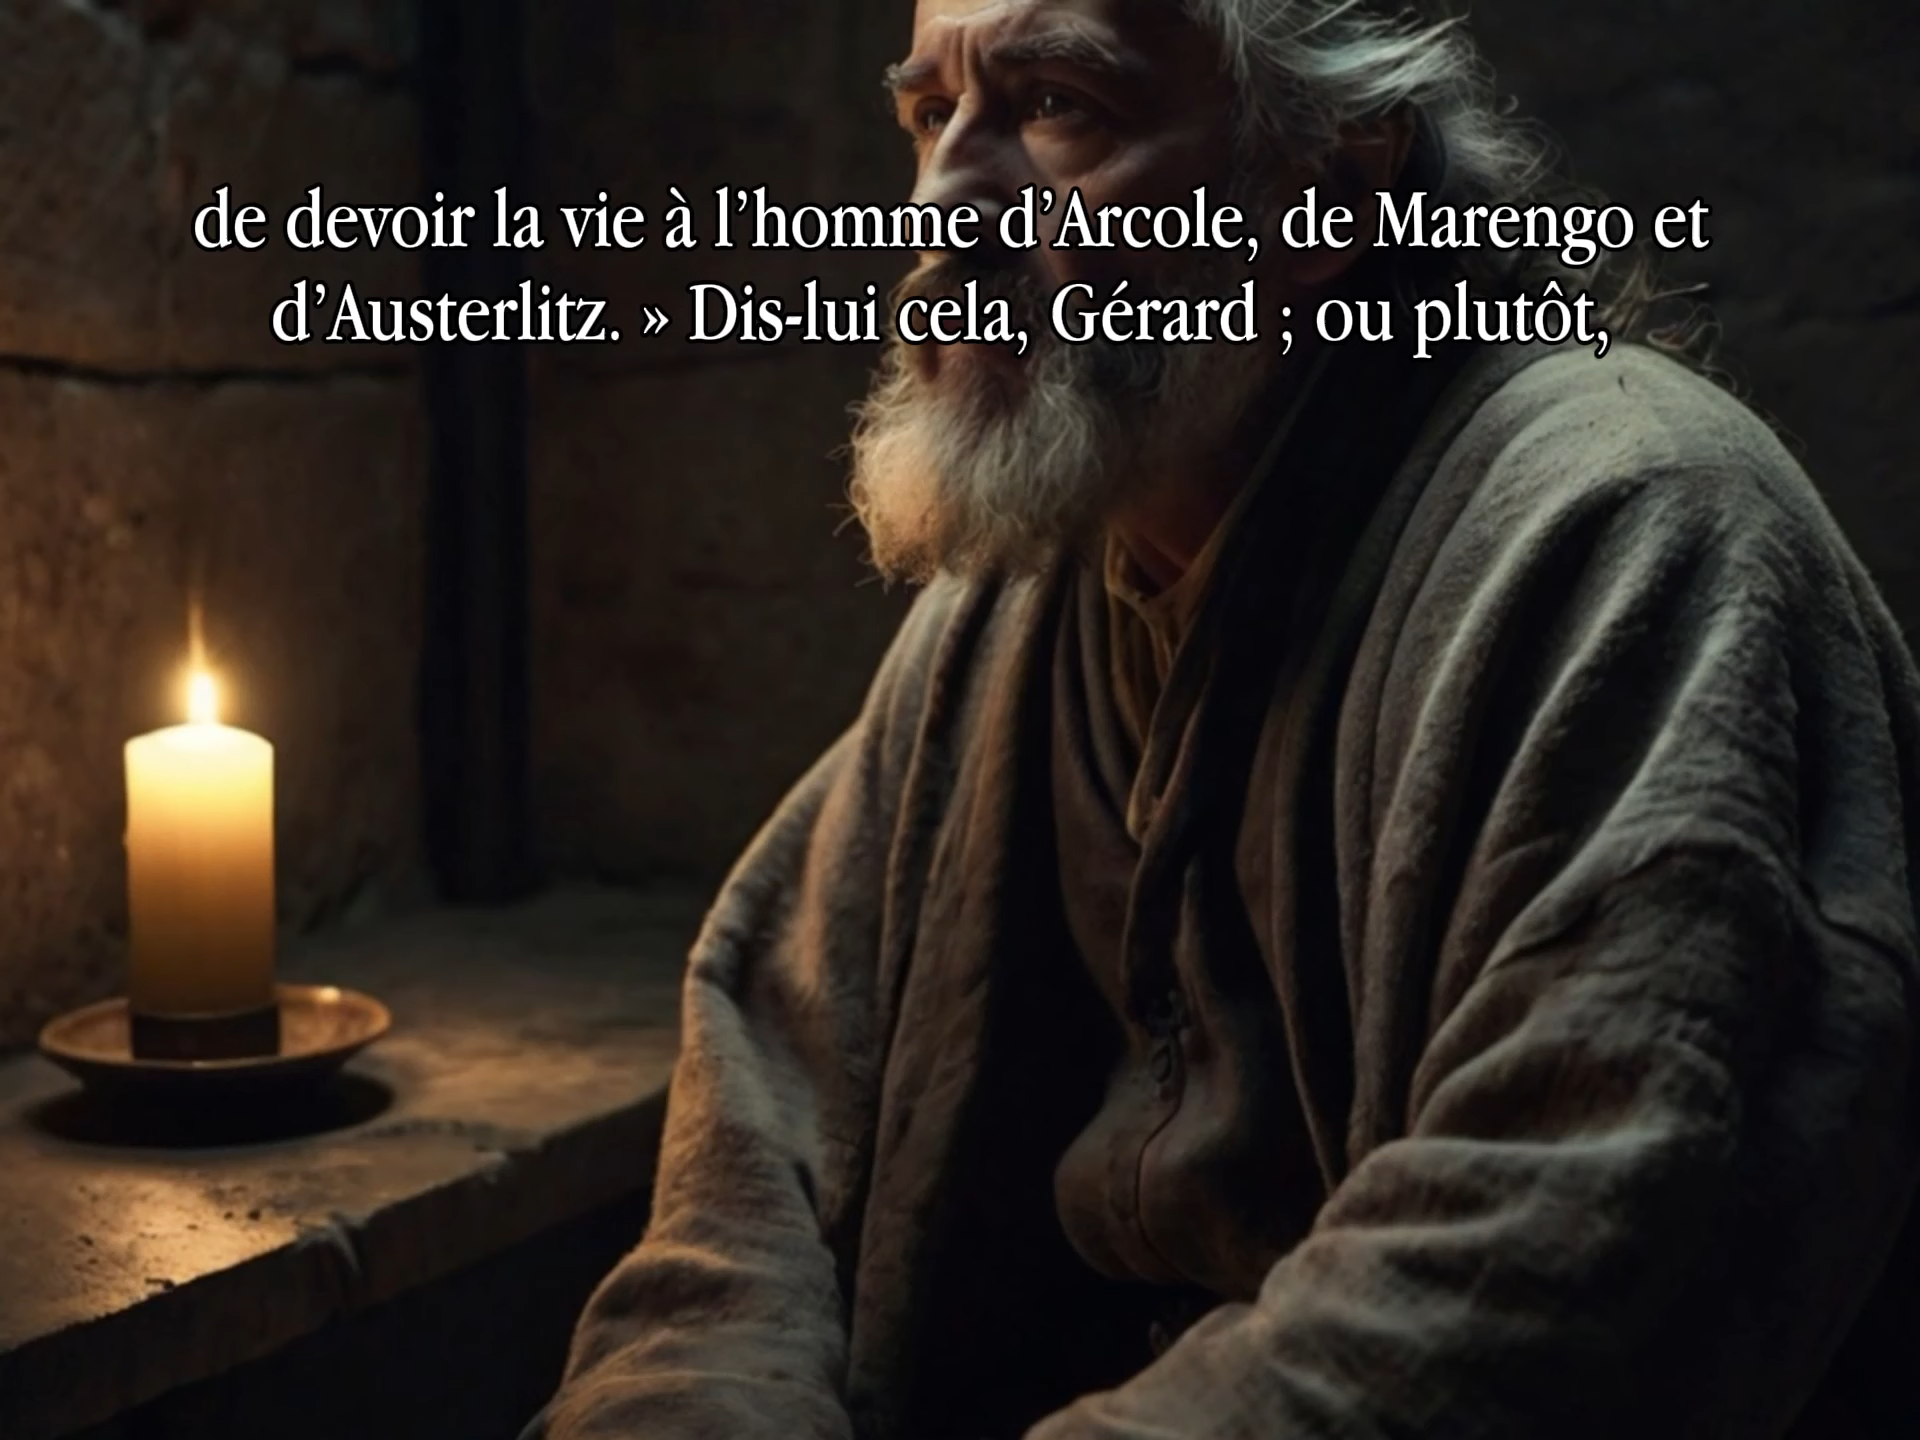 de devoir la vie à l’homme d’Arcole, de Marengo et
d’Austerlitz. » Dis-lui cela, Gérard ; ou plutôt,